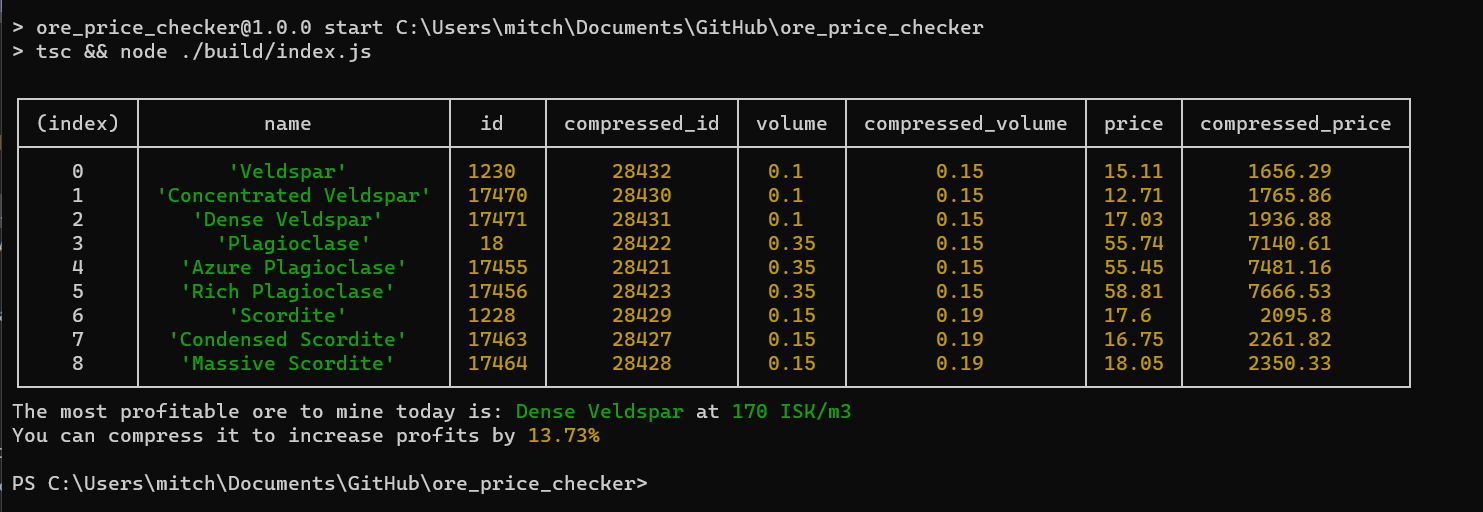 > ore_price_checker@1.0.0 start C:\Users\mitch\Documents\GitHub\ore_price_checker
> tsc && node ./build/index.js
(index) name id compressed_id volume compressed_volume price compressed_price
0 'Veldspar' 1230 28432 0.1 0.15 15.11 1656.29
1 'Concentrated Veldspar' 17470 28430 0.1 0.15 12.71 1765.86
2 'Dense Veldspar' 17471 28431 0.1 0.15 17.03 1936.88
3 'Plagioclase' 18 28422 0.35 0.15 55.74 7140.61
4 'Azure Plagioclase' 17455 28421 0.35 0.15 55.45 7481.16
5 'Rich Plagioclase' 17456 28423 0.35 0.15 58.81 7666.53
6 'Scordite' 1228 28429 0.15 0.19 17.6 2095.8
7 'Condensed Scordite' 17463 28427 0.15 0.19 16.75 2261.82
8 'Massive Scordite' 17464 28428 0.15 0.19 18.05 2350.33
The most profitable ore to mine today is: Dense Veldspar at 170 ISK/m3
You can compress it to increase profits by 13.73%
PS C:\Users\mitch\Documents\GitHub\ore_price_checker>